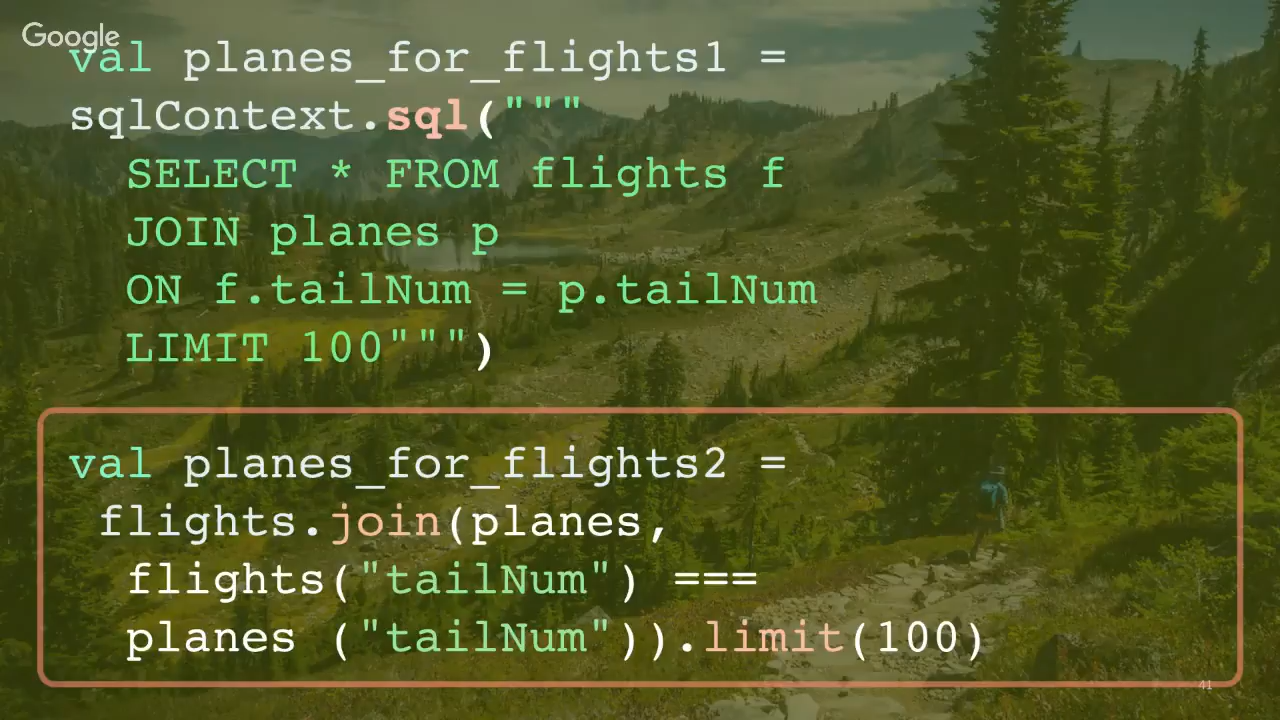 Google
val planes_for_flights1 =
sqlContext.sql("""
SELECT * FROM flights f
JOIN planes p
ON f.tailNum = p.tailNum
LIMIT 100""")
val planes_for_flights2 =
flights.join(planes,
flights("tailNum") ===
planes ("tailNum")).limit(100)
41